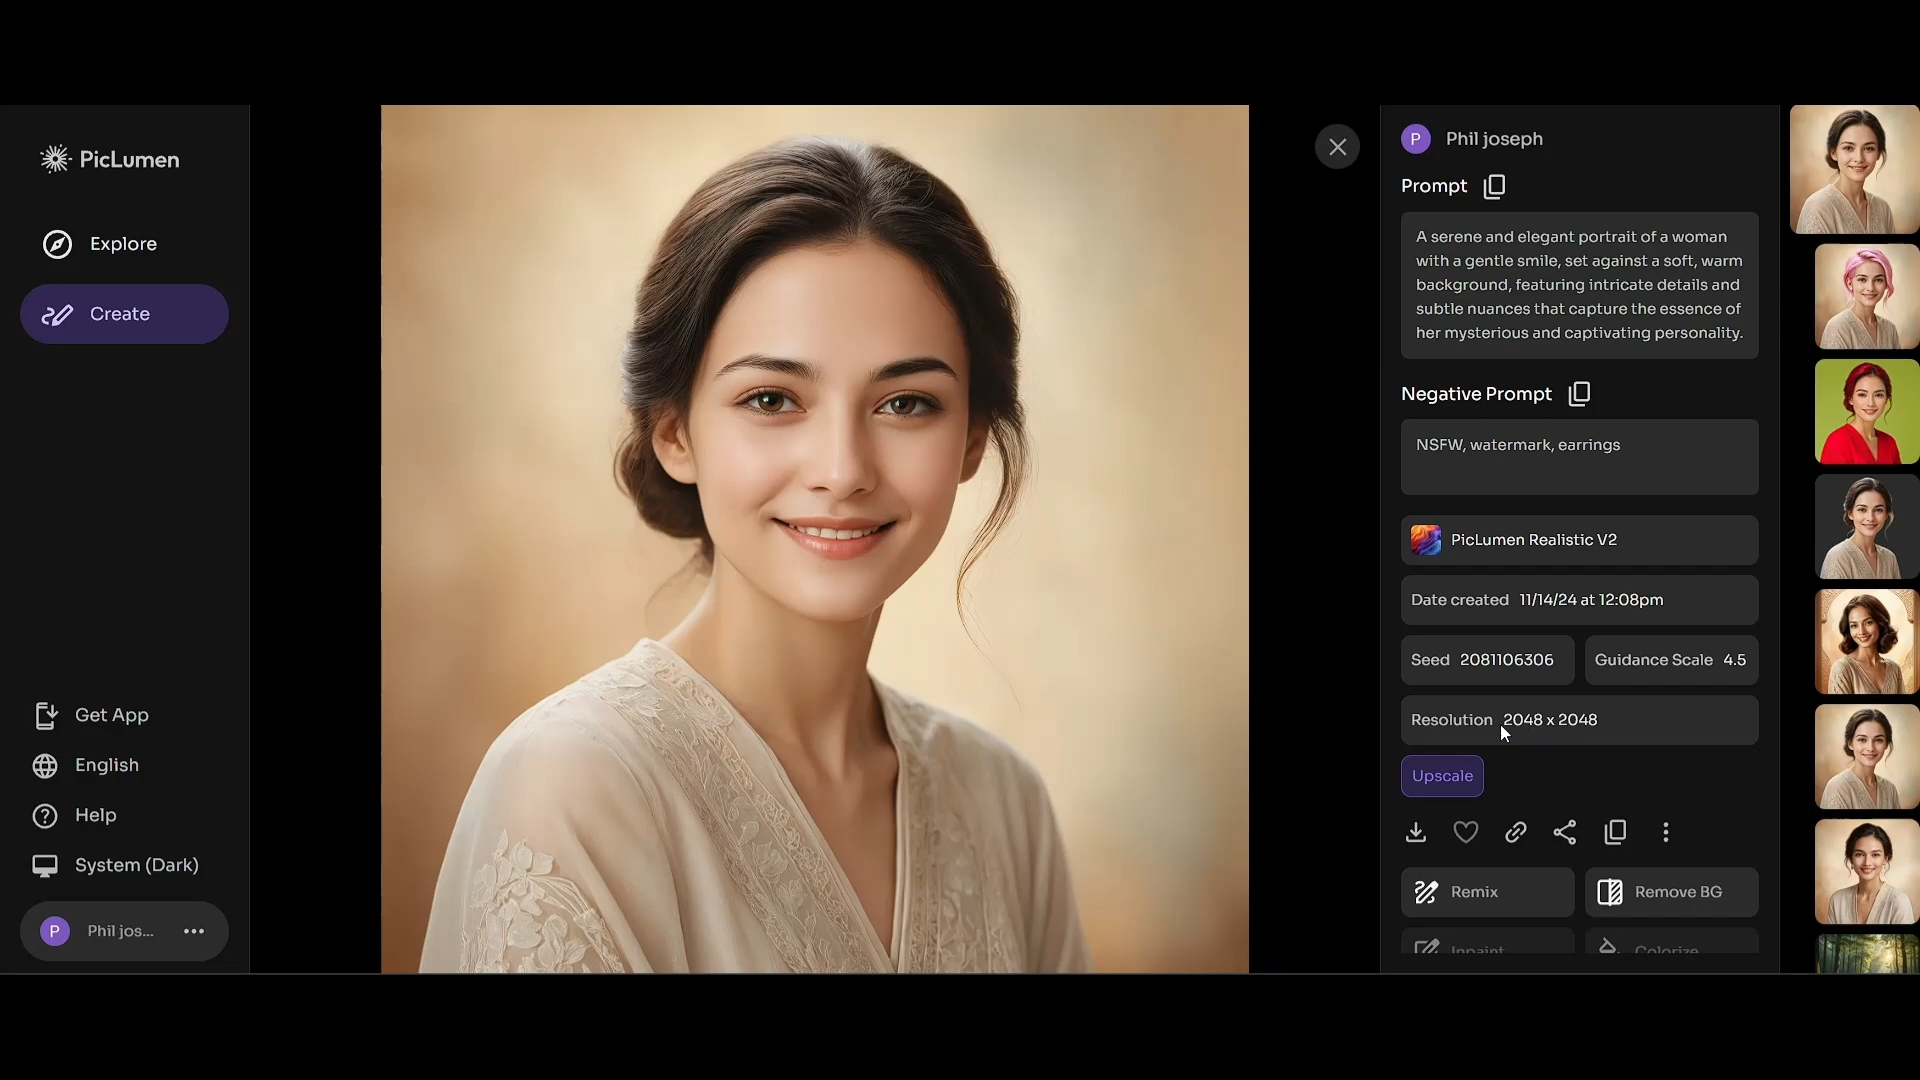 PicLumen
Explore
Create
Get App
English
Help
System (Dark)
P
Phil jos...
P
Phil joseph
Prompt
A serene and elegant portrait of a woman
with a gentle smile, set against a soft, warm
background, featuring intricate details and
subtle nuances that capture the essence of
her mysterious and captivating personality.
Negative Prompt
NSFW, watermark, earrings
PicLumen Realistic V2
Date created 11/14/24 at 12:08pm
Seed 2081106306
Guidance Scale 4.5
Resolution 2048 x 2048
Upscale
Remix
Remove BG
Inpaint
Colorize